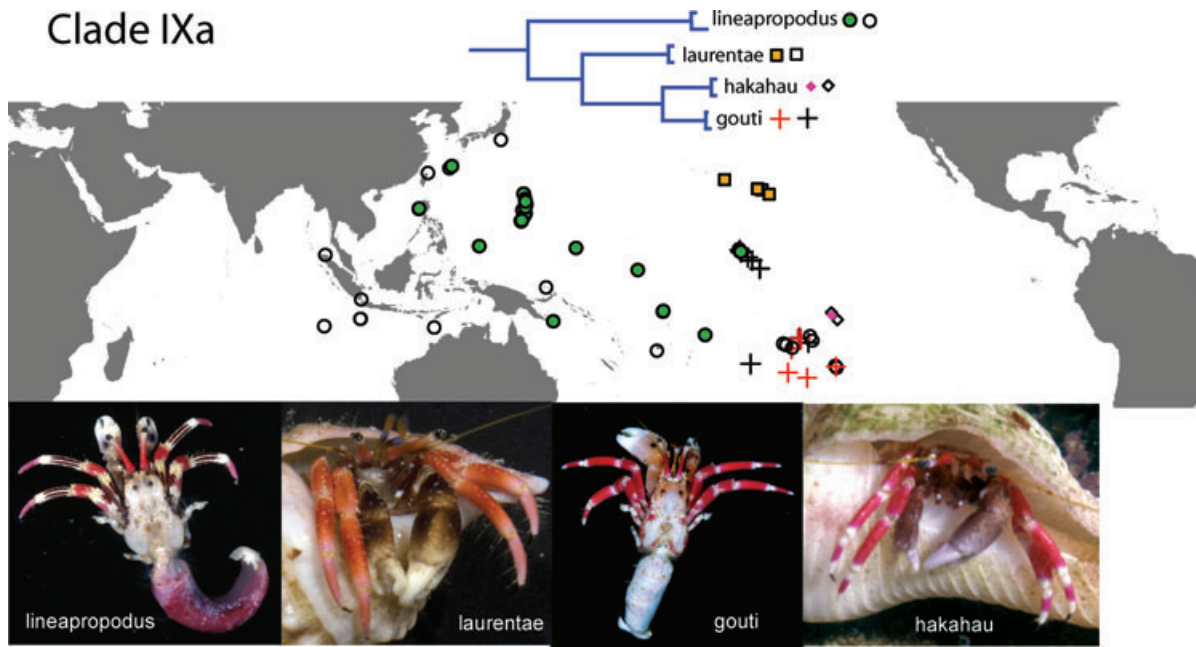 Clade IXa
lineapropodus
laurentae
hakahau
gouti
lineapropodus
laurentae
gouti
hakahau